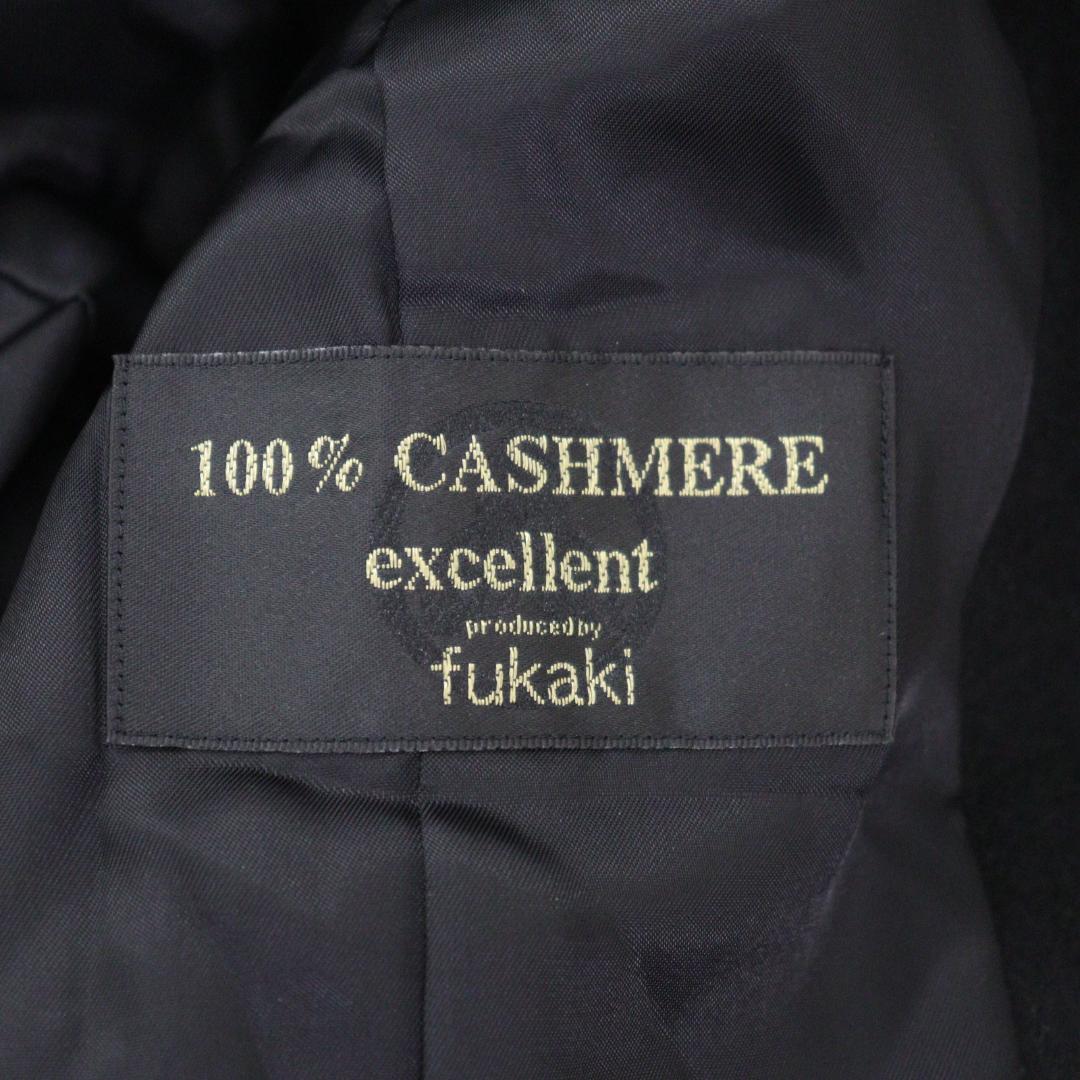 100% CASHMERE
excellent
produced by
fukaki